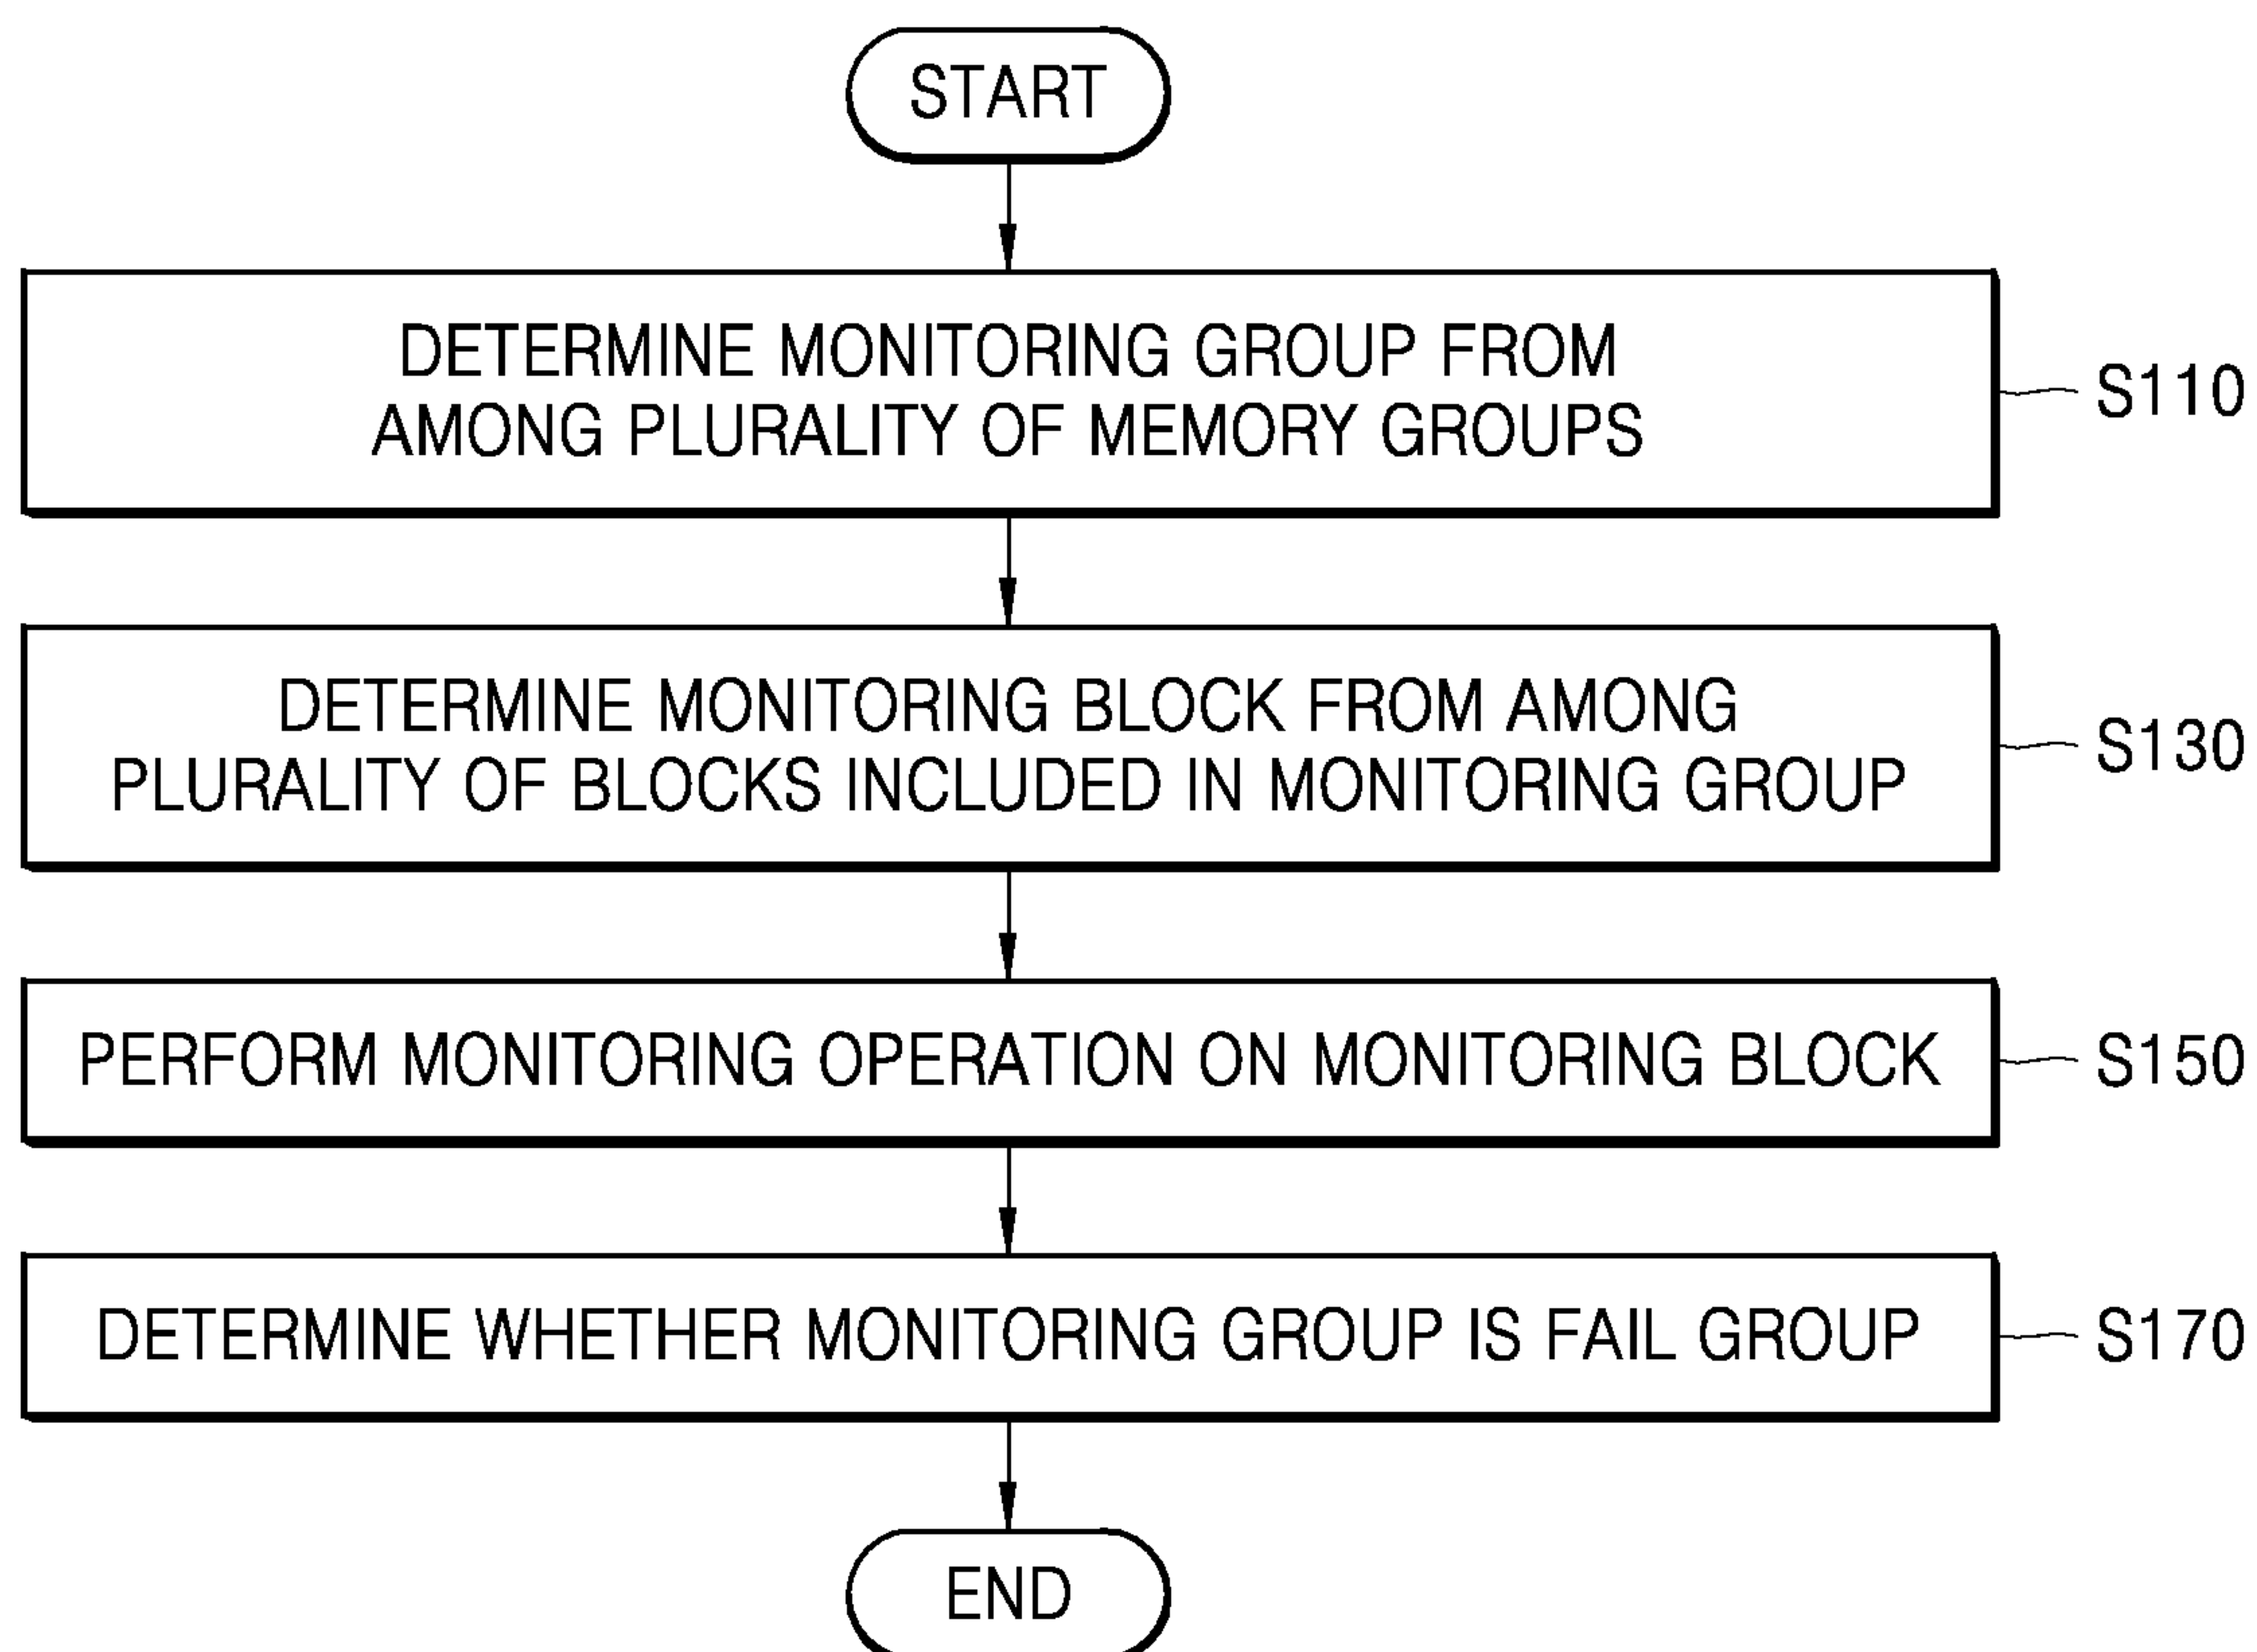 START
DETERMINE MONITORING GROUP FROM
AMONG PLURALITY OF MEMORY GROUPS
S110
DETERMINE MONITORING BLOCK FROM AMONG
PLURALITY OF BLOCKS INCLUDED IN MONITORING GROUP
S130
PERFORM MONITORING OPERATION ON MONITORING BLOCK
S150
DETERMINE WHETHER MONITORING GROUP IS FAIL GROUP
S170
END